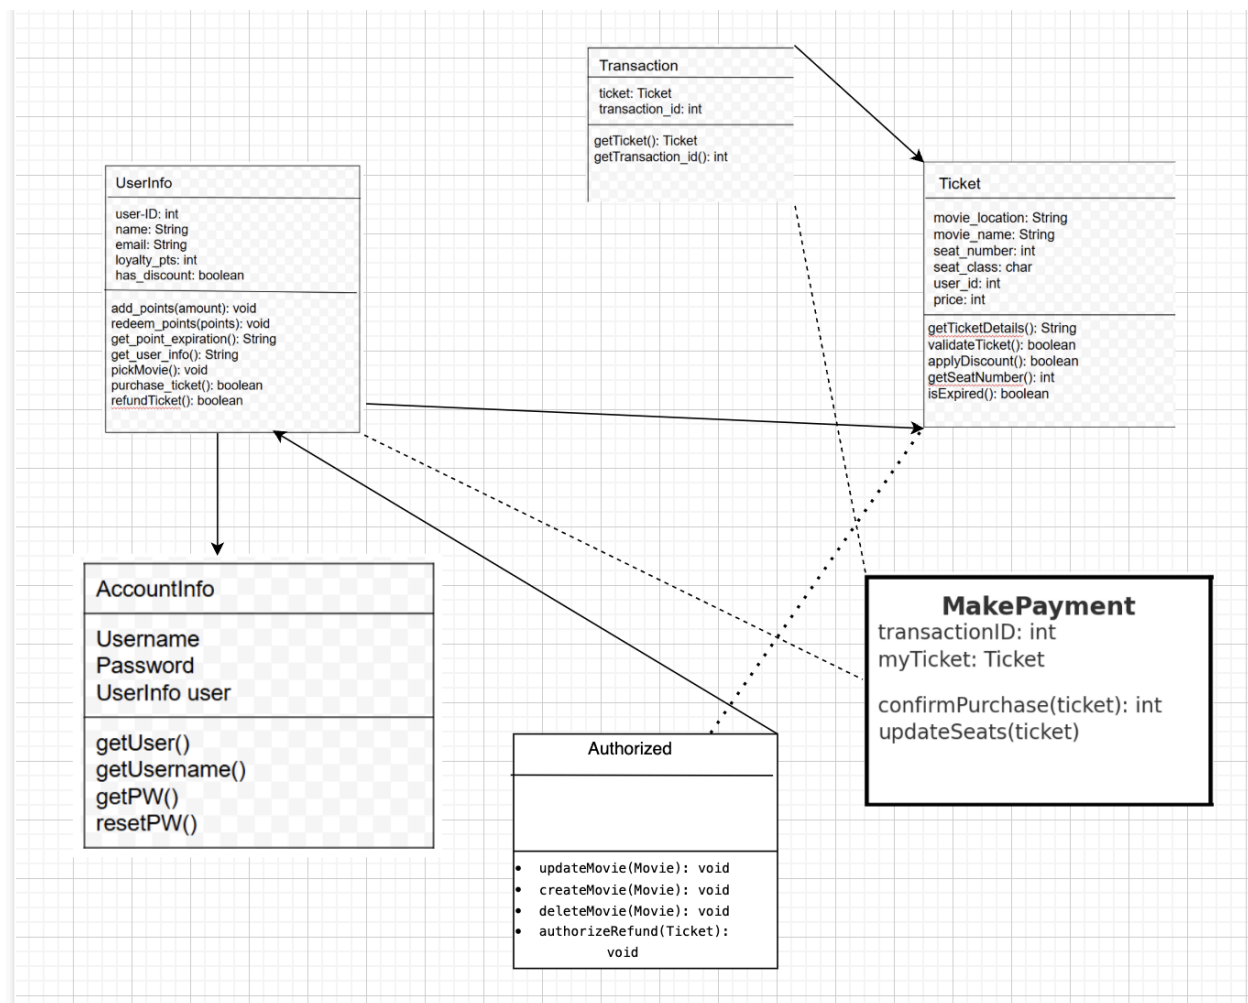 Transaction
ticket: Ticket
transaction_id: int
getTicket(): Ticket
getTransaction_id(): int
UserInfo
user-ID: int
name: String
email: String
loyalty_pts: int
has_discount: boolean
add_points(amount): void
redeem_points(points): void
get_point_expiration(): String
get_user_info(): String
pickMovie(): void
purchase_ticket(): boolean
refundTicket(): boolean
Ticket
movie_location: String
movie_name: String
seat_number: int
seat_class: char
user_id: int
price: int
getTicketDetails(): String
validateTicket(): boolean
applyDiscount(): boolean
getSeatNumber(): int
isExpired(): boolean
AccountInfo
Username
Password
UserInfo user
getUser()
getUsername()
getPW()
resetPW()
MakePayment
transactionID: int
myTicket: Ticket
confirmPurchase(ticket): int
updateSeats(ticket)
Authorized
• updateMovie(Movie): void
• createMovie(Movie): void
• deleteMovie(Movie): void
• authorizeRefund(Ticket):
void